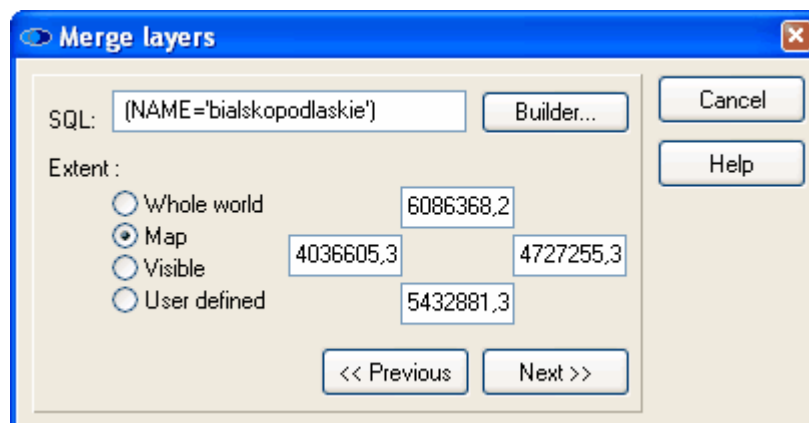 Merge layers
SQL: (NAME='bialskopodlaskie') Builder...
Cancel
Help
Extent :
Whole world
Map
Visible
User defined
6086368,2
4036605,3 4727255,3
5432881,3
<< Previous Next >>